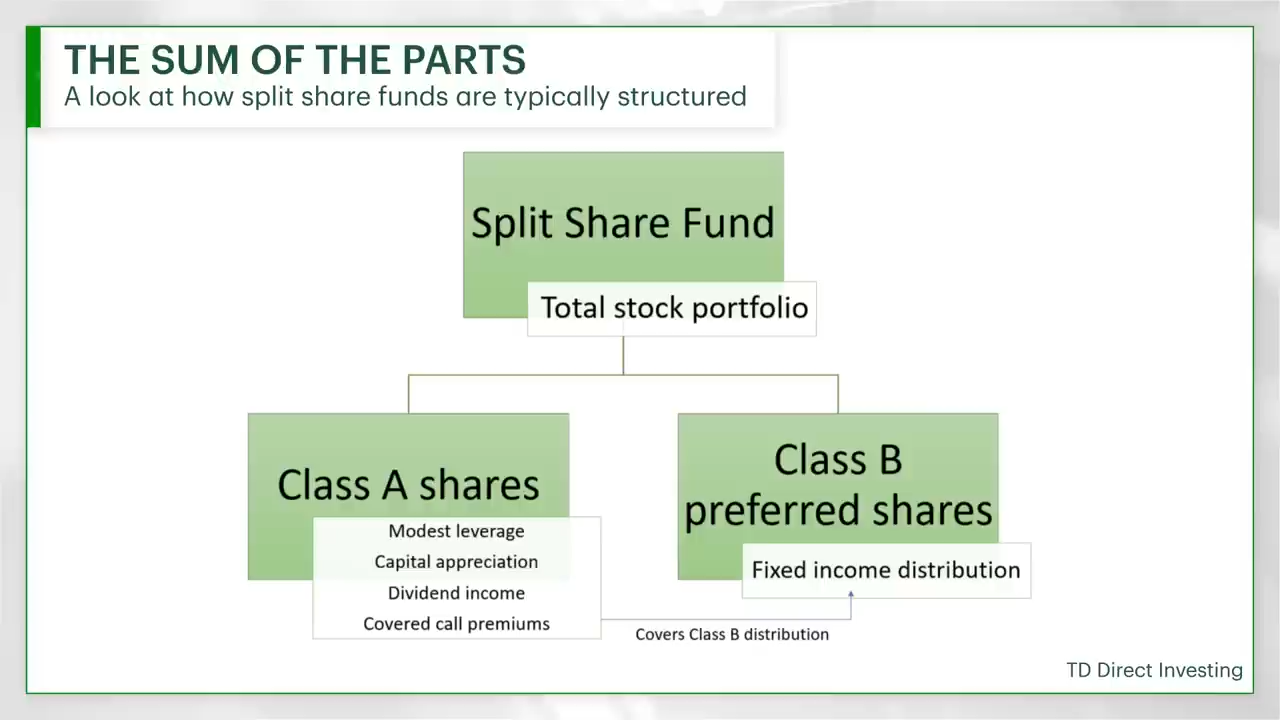 THE SUM OF THE PARTS
A look at how split share funds are typically structured
Split Share Fund
Total stock portfolio
Class A shares
Modest leverage
Capital appreciation
Dividend income
Covered call premiums
Class B
preferred shares
Fixed income distribution
Covers Class B distribution
TD Direct Investing